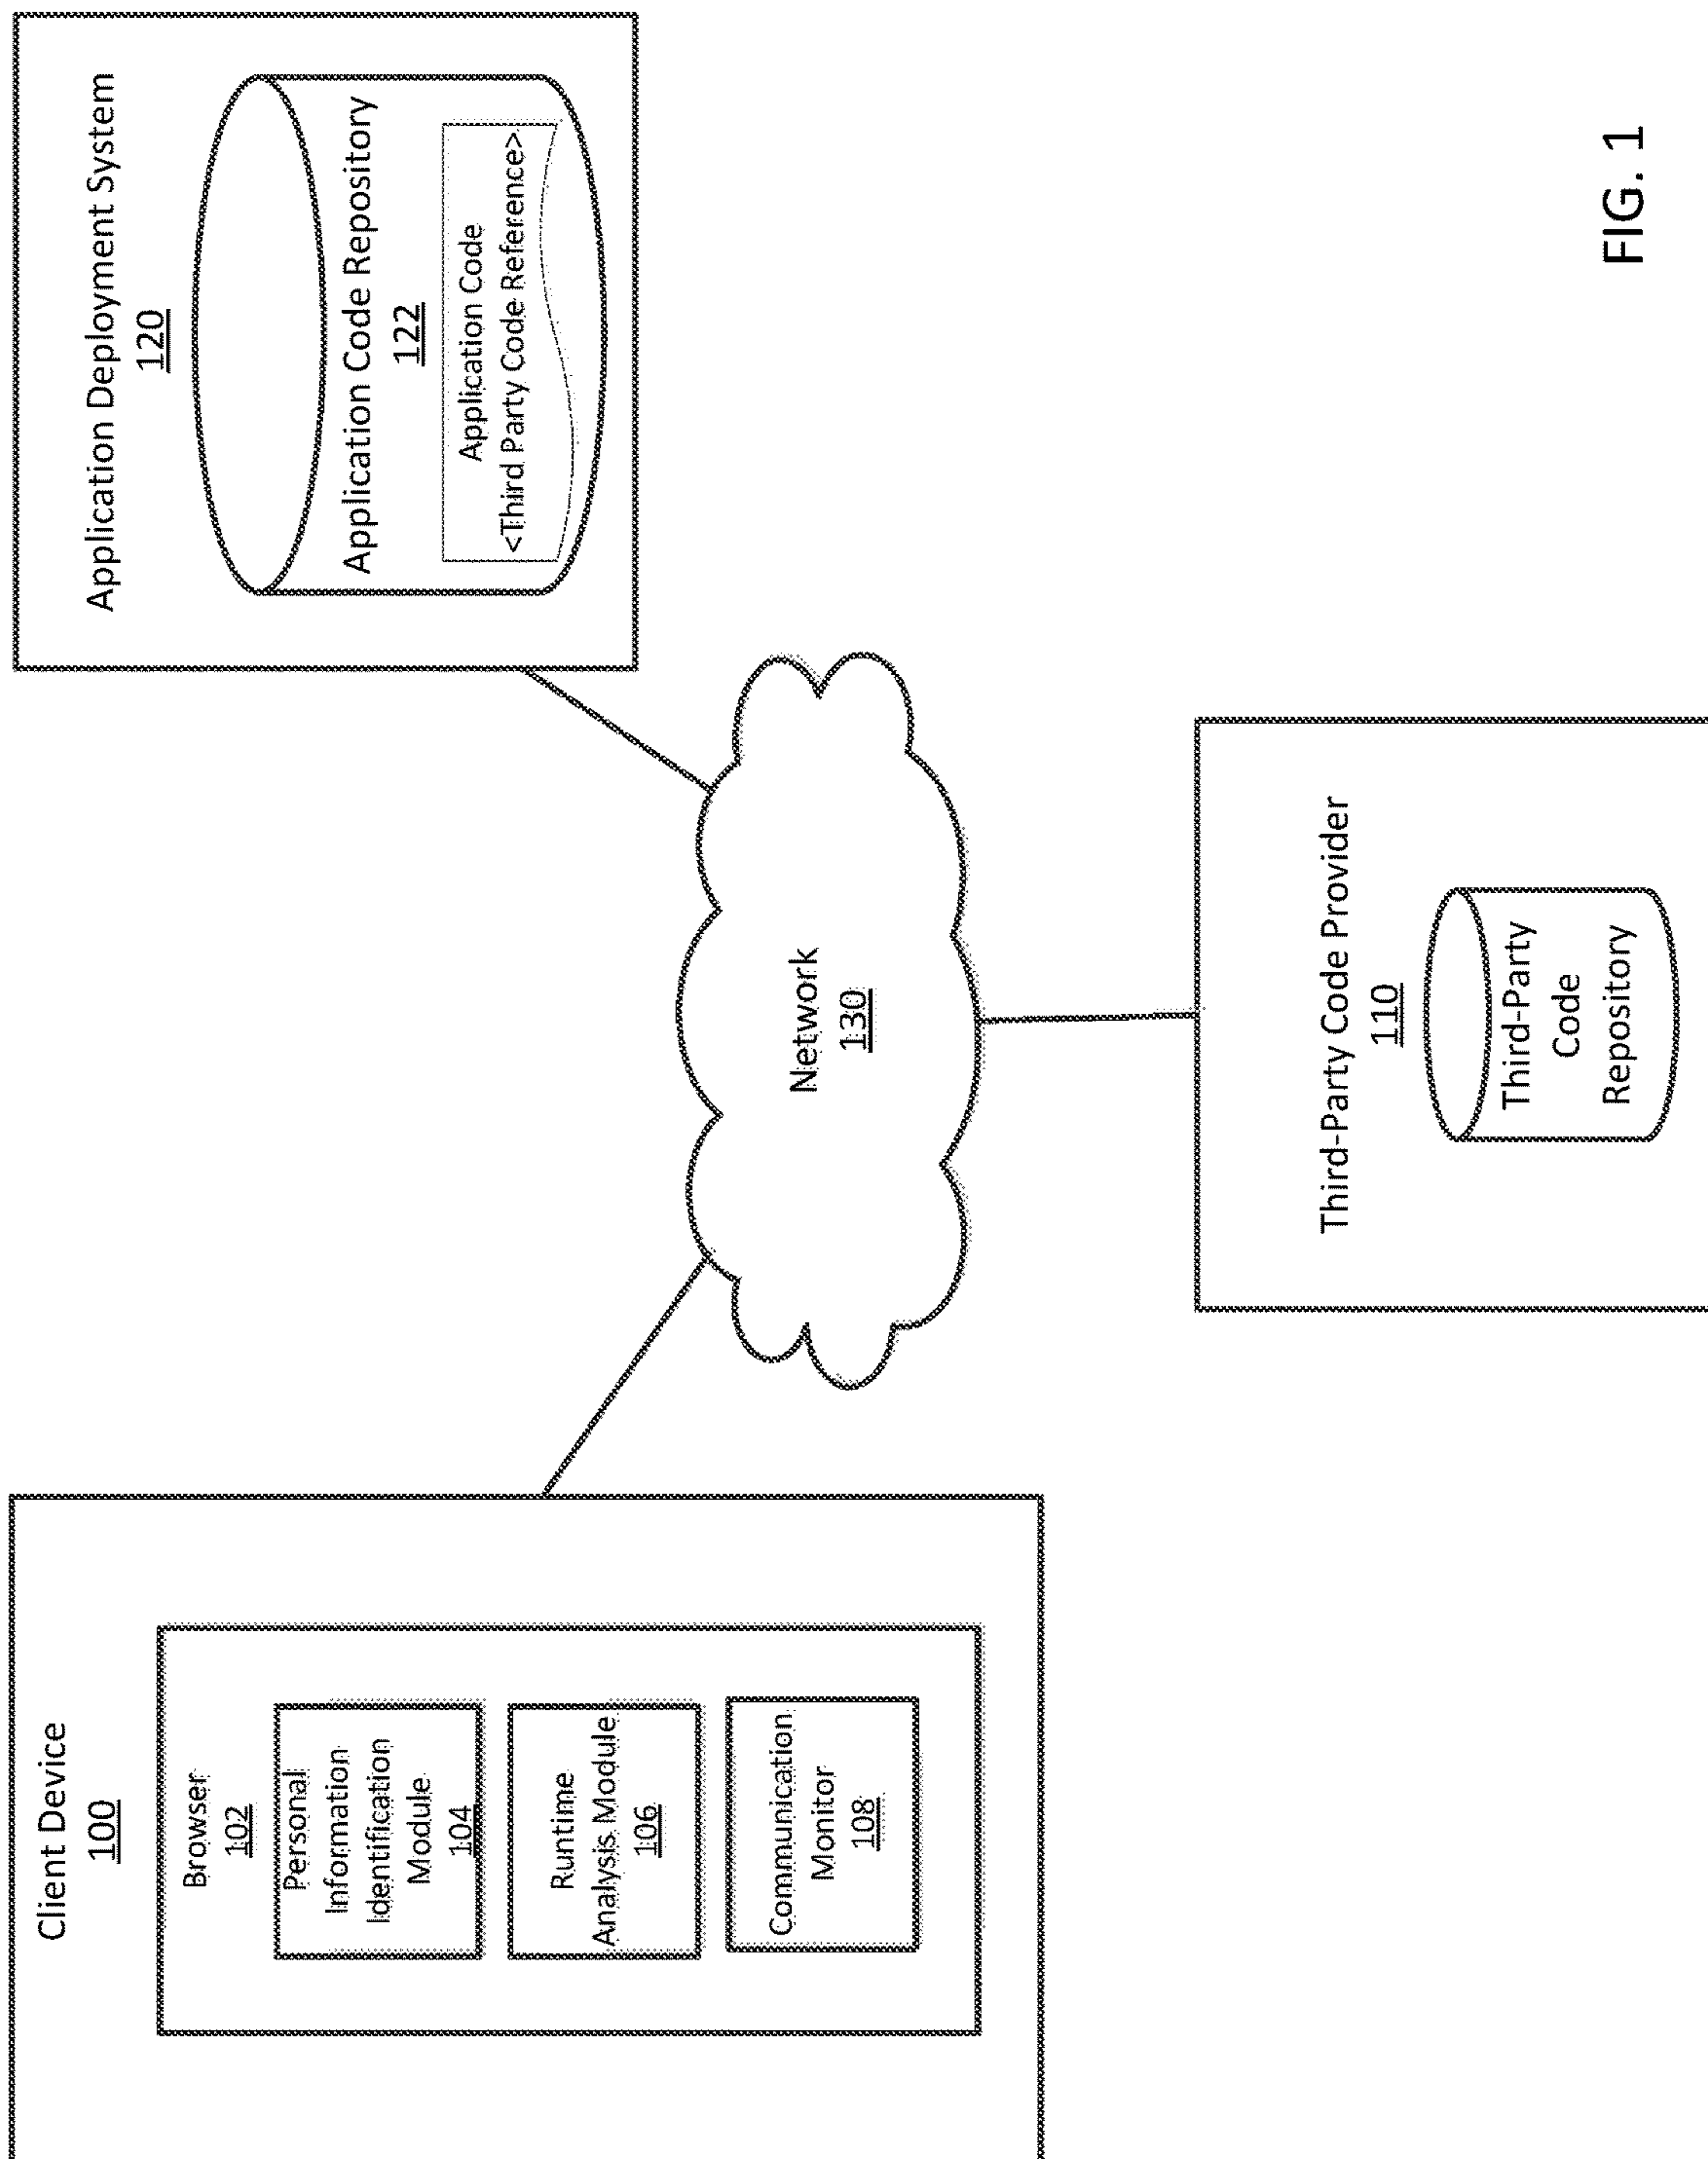 Client Device
100
Browser
102
Personal
Information
Identification
Module
104
Runtime
Analysis Module
106
Communication
Monitor
108
Network
130
Application Deployment System
120
Application Code Repository
122
Application Code
<Third Party Code Reference>
Third-Party Code Provider
110
Third-Party
Code
Repository
FIG. 1